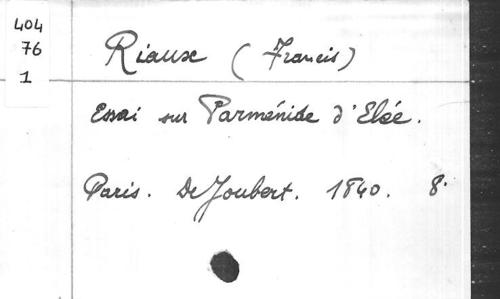 404
76
1
Riaux (Francis)
Essai sur Parménide d'Elée.
Paris. De Joubert. 1840. 8°